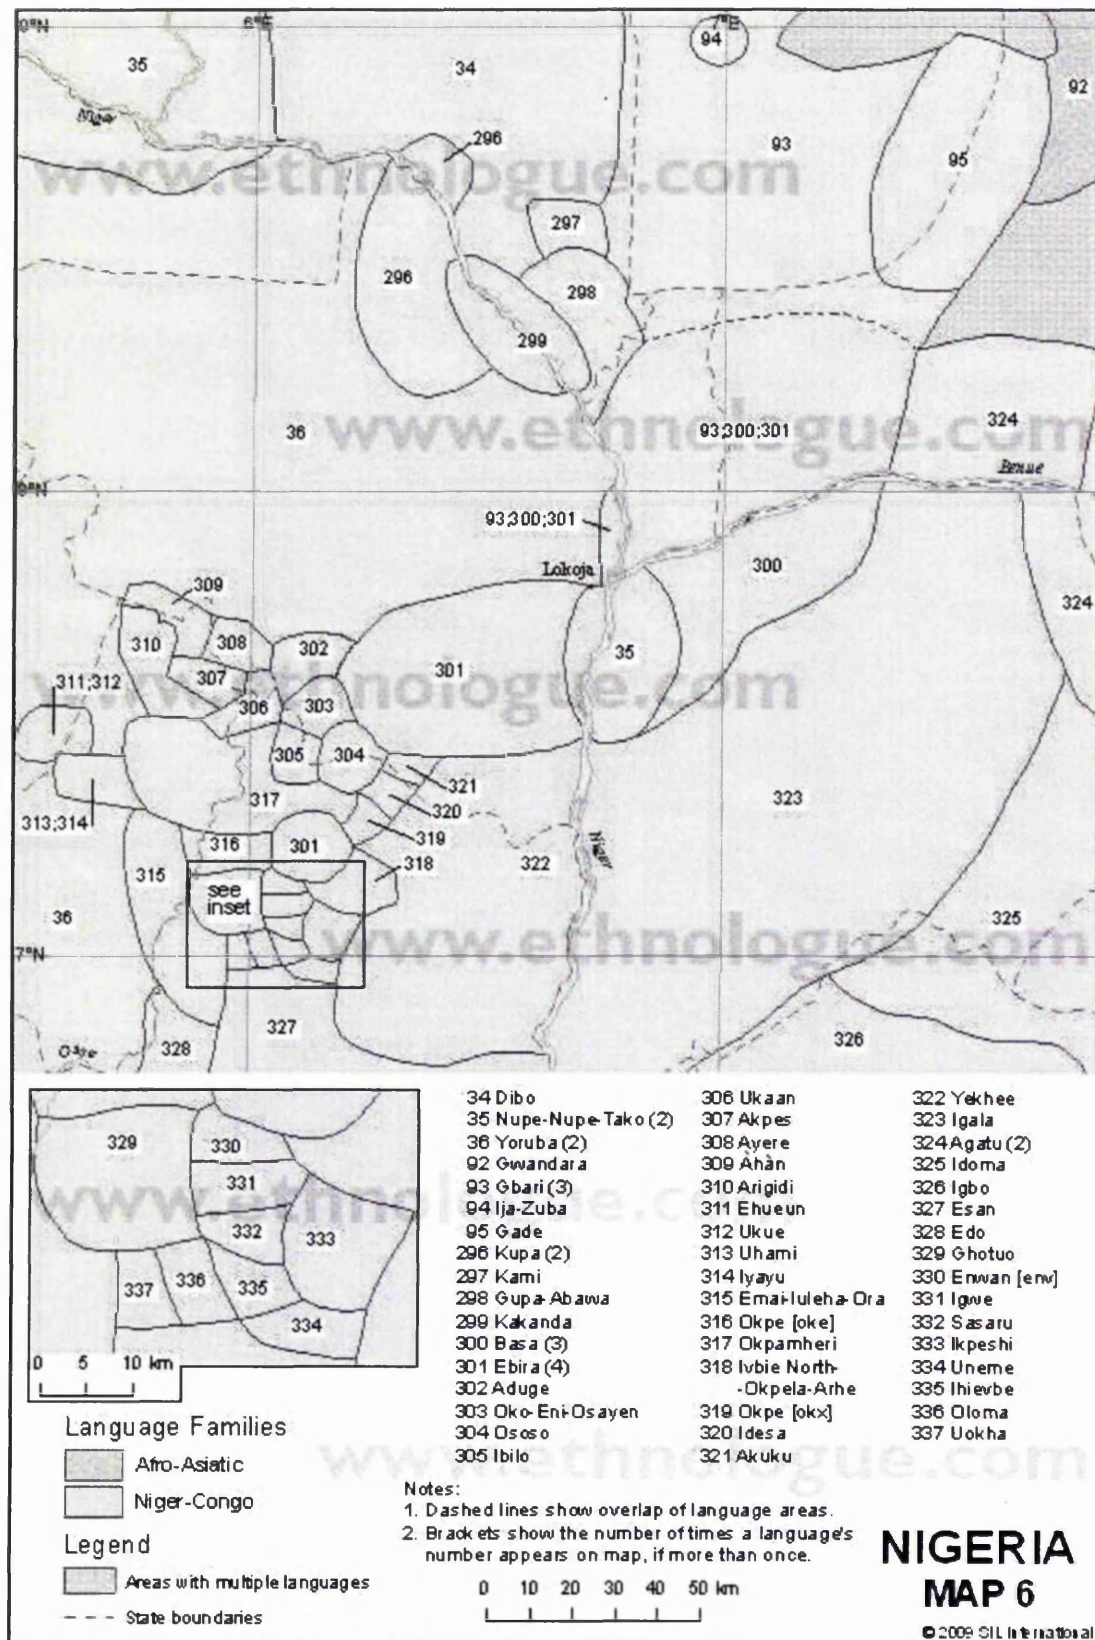 6°E
7°E
35
34
94
92
Niger
296
93
95
www.ethnologue.com
297
296
298
299
36
www.ethnologue.com
93,300;301
324
Benue
93;300;301
Lokoja
300
309
324
310
308
302
35
301
311;312
307
www.ethnologue.com
306
303
305
304
321
317
320
323
313;314
319
316
301
318
322
Niger
315
see
inset
36
325
www.ethnologue.com
7°N
327
328
326
329
330
331
332
333
337
336
335
334
0 5 10 km
www.ethnologue.com
34 Dibo
35 Nupe-Nupe-Tako (2)
36 Yoruba (2)
92 Gwandara
93 Gbari (3)
94 Ija-Zuba
95 Gade
296 Kupa (2)
297 Kami
298 Gupa-Abawa
299 Kakanda
300 Basa (3)
301 Ebira (4)
302 Aduge
303 Oko-Eni-Osayen
304 Ososo
305 Ibilo
306 Ukaan
307 Akpes
308 Ayere
309 Àhàn
310 Arigidi
311 Ehueun
312 Ukue
313 Uhami
314 Iyayu
315 Emai-Iuleha-Ora
316 Okpe [oke]
317 Okpamheri
318 Ivbie North-
-Okpela-Arhe
319 Okpe [okx]
320 Idesa
321 Akuku
322 Yekhee
323 Igala
324 Agatu (2)
325 Idoma
326 Igbo
327 Esan
328 Edo
329 Ghotuo
330 Enwan [env]
331 Igwe
332 Sasaru
333 Ikpeshi
334 Uneme
335 Ihievbe
336 Oloma
337 Uokha
Language Families
Afro-Asiatic
Niger-Congo
Legend
Areas with multiple languages
State boundaries
www.ethnologue.com
Notes:
1. Dashed lines show overlap of language areas.
2. Brackets show the number of times a language's
number appears on map, if more than once.
0 10 20 30 40 50 km
NIGERIA
MAP 6
© 2009 SIL International